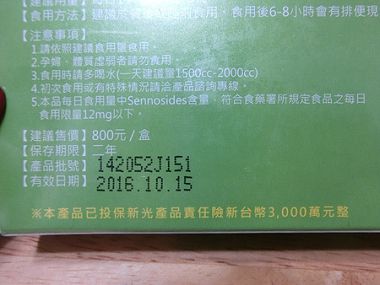 【食用方法】建議於食用,食用後6-8小時會有排便現
【注意事項】
1.請依照建議食用量食用。
2.孕婦、體質虛弱者請勿食用。
3.食用時請多喝水(一天建議量1500cc-2000cc)
4.初次食用或有特殊情況請洽產品諮詢專線。
5.本品每日食用量中Sennosides含量,符合食藥署所規定食品之每日
食用限量12mg以下。
【建議售價】800元/盒
【保存期限】二年
【產品批號】142052J151
【有效日期】2016.10.15
※本產品已投保新光產品責任險新台幣3,000萬元整